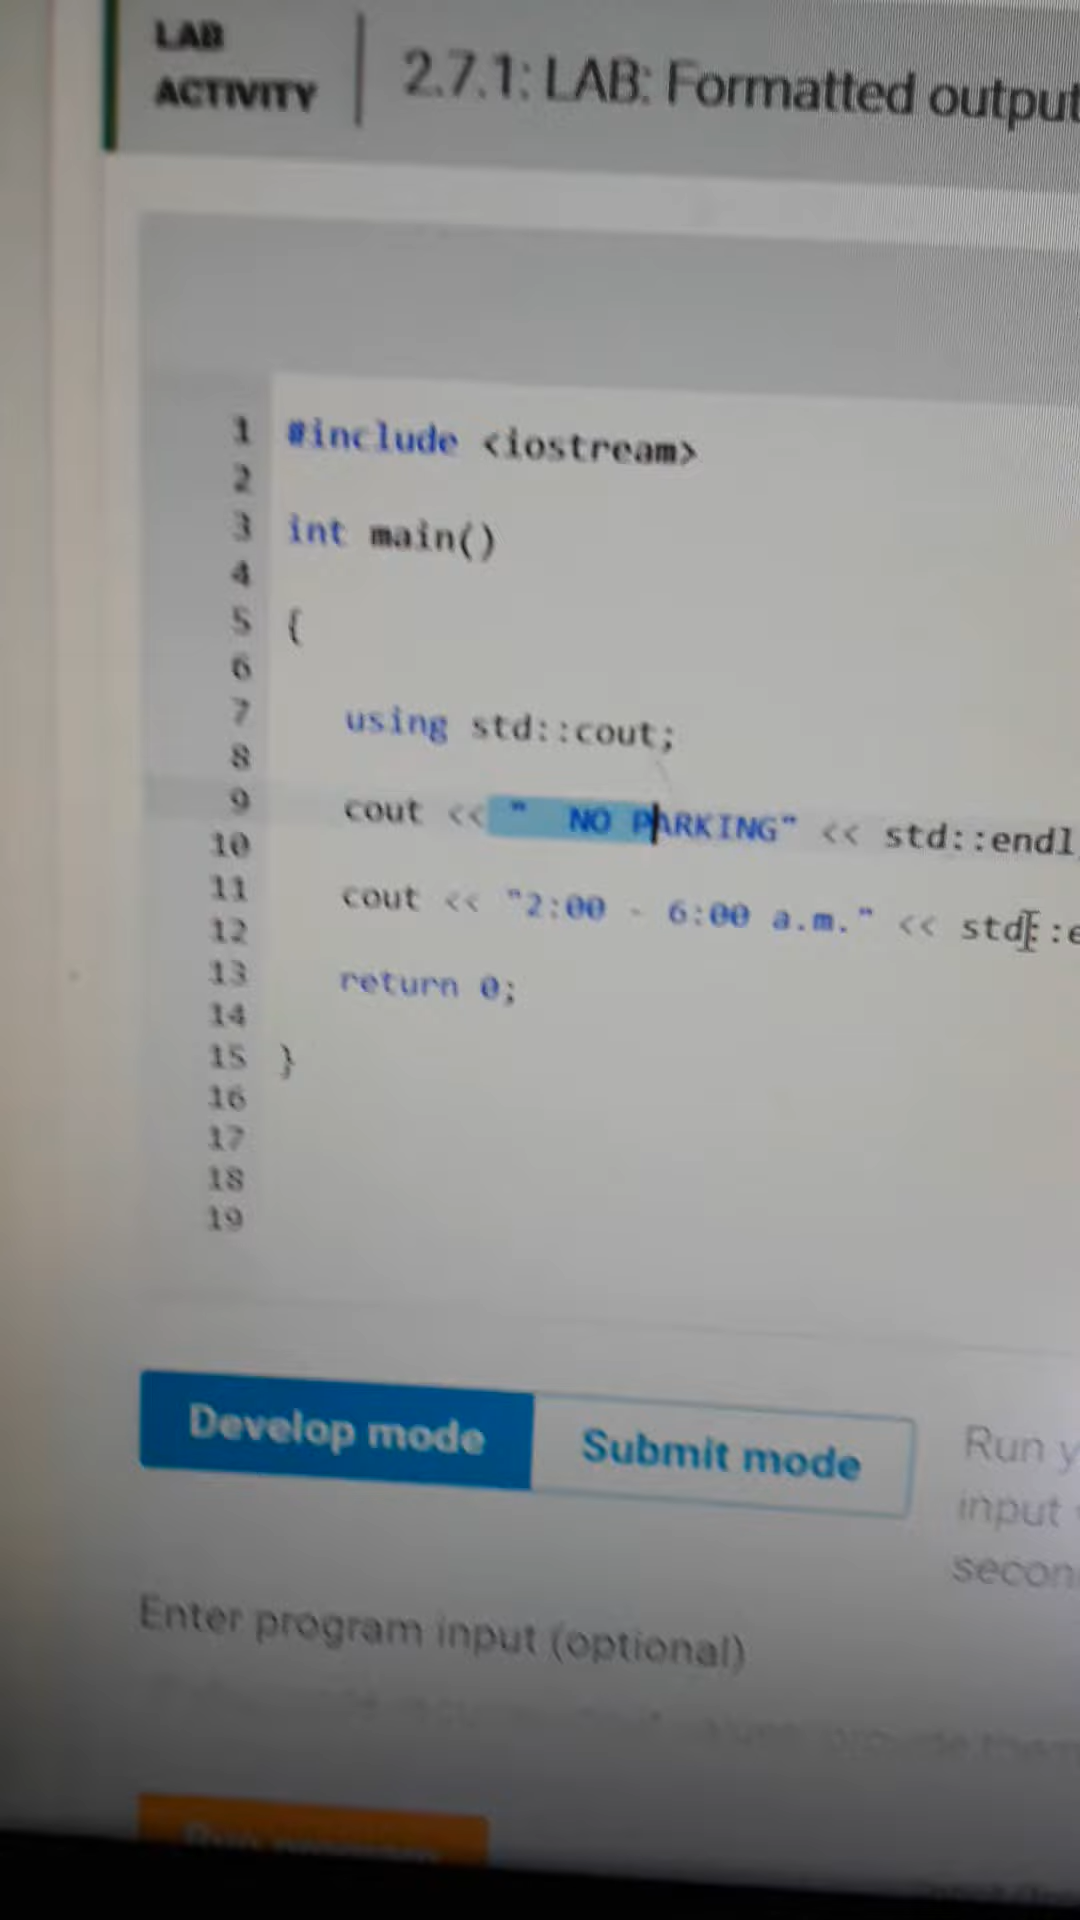 LAB
ACTIVITY
2.7.1: LAB: Formatted output
1 #include <iostream>
2
3 int main()
4
5 {
6
7 using std::cout;
8
9 cout << "  NO PARKING" << std::endl
10
11 cout << "2:00 - 6:00 a.m." << std::e
12
13 return 0;
14
15 }
16
17
18
19
Develop mode
Submit mode
Run y
input
secon
Enter program input (optional)